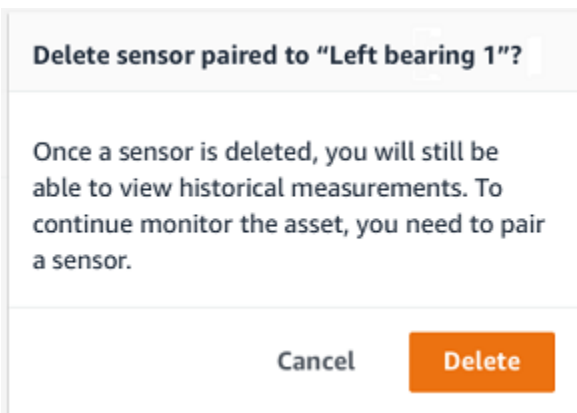 Delete sensor paired to “Left bearing 1”?
Once a sensor is deleted, you will still be
able to view historical measurements. To
continue monitor the asset, you need to pair
a sensor.
Cancel
Delete